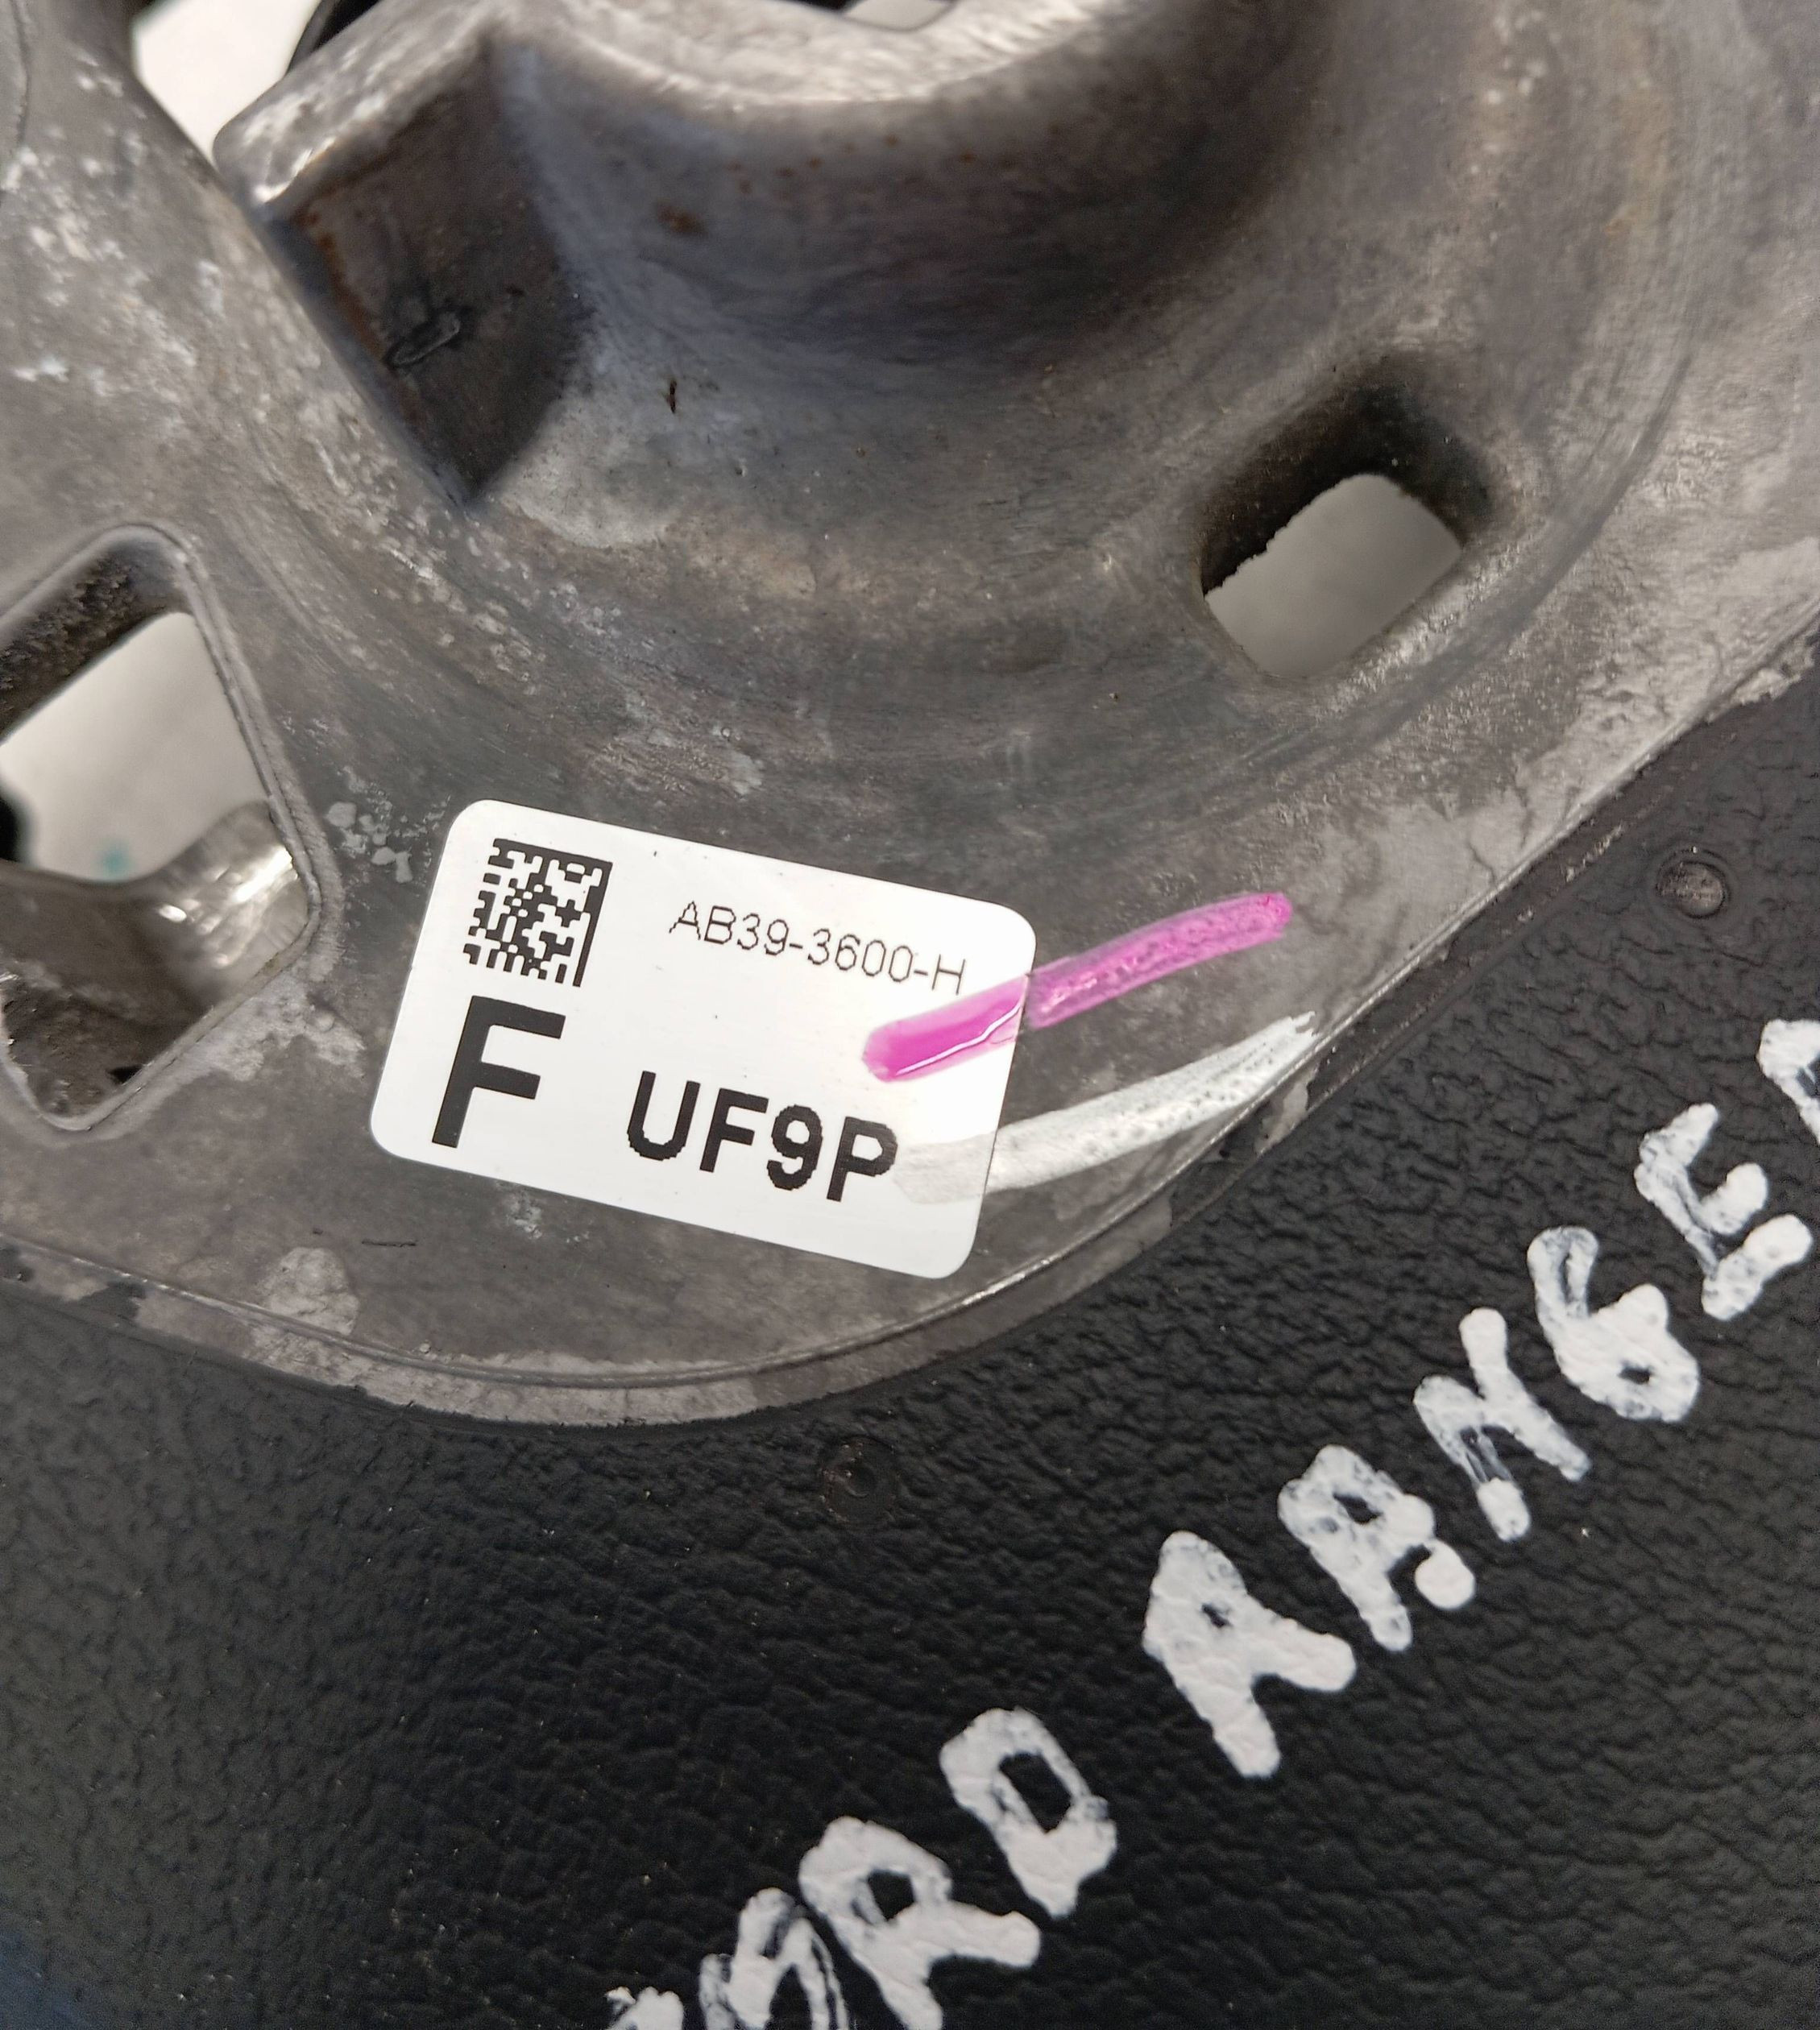 AB39-3600-H
F UF9P
FORD RANGER